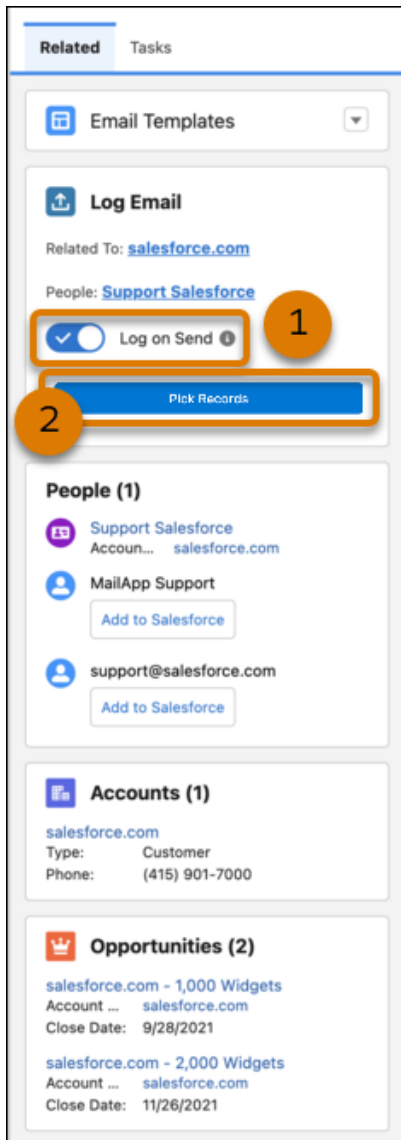 Related Tasks
Email Templates
Log Email
Related To: salesforce.com
People: Support Salesforce
Log on Send
1
Pick Records
2
People (1)
Support Salesforce
Accoun... salesforce.com
MailApp Support
Add to Salesforce
support@salesforce.com
Add to Salesforce
Accounts (1)
salesforce.com
Type: Customer
Phone: (415) 901-7000
Opportunities (2)
salesforce.com - 1,000 Widgets
Account ... salesforce.com
Close Date: 9/28/2021
salesforce.com - 2,000 Widgets
Account ... salesforce.com
Close Date: 11/26/2021